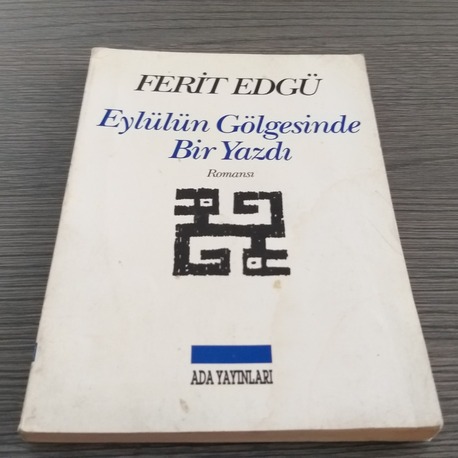 FERİT EDGÜ
Eylülün Gölgesinde
Bir Yazdı
Romansı
ADA YAYINLARI